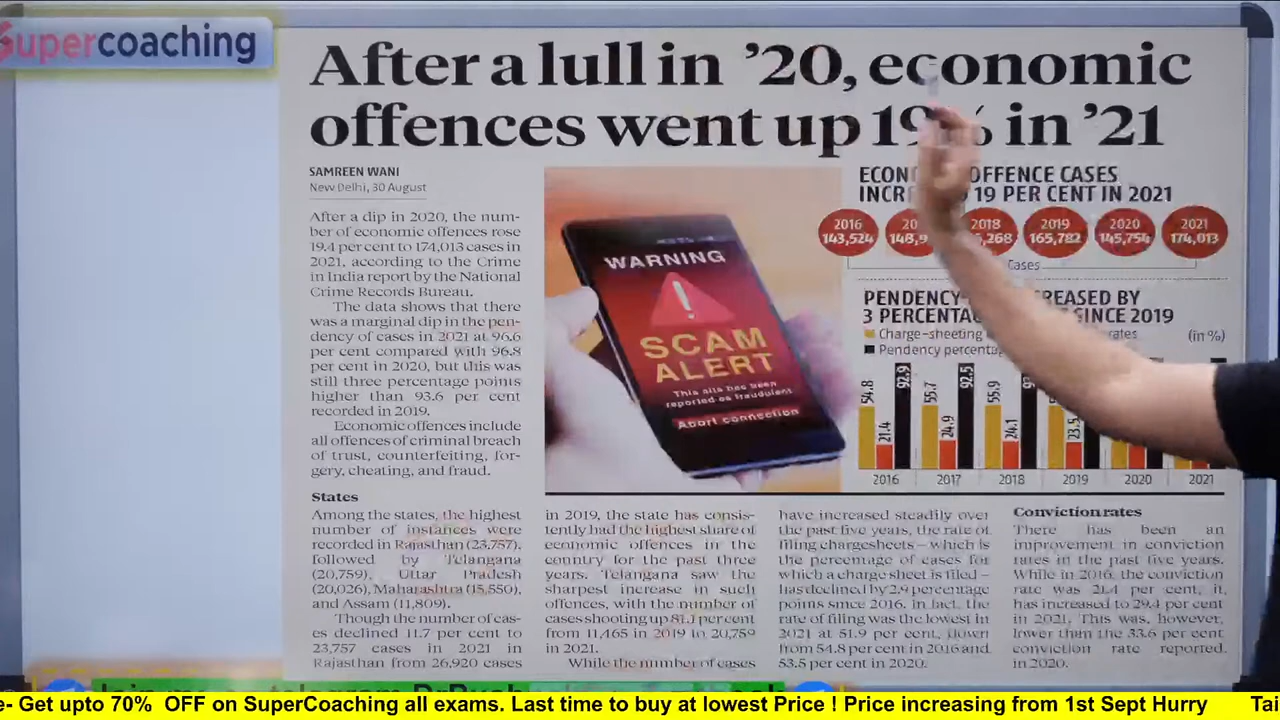 Supercoaching
After a lull in ’20, economic
offences went up 19% in ’21
SAMREEN WANI
New Delhi, 30 August
After a dip in 2020, the num-
ber of economic offences rose
19.4 per cent to 174,013 cases in
2021, according to the Crime
in India report by the National
Crime Records Bureau.
The data shows that there
was a marginal dip in the pen-
dency of cases in 2021 at 96.6
per cent compared with 96.8
per cent in 2020, but this was
still three percentage points
higher than 93.6 per cent
recorded in 2019.
Economic offences include
all offences of criminal breach
of trust, counterfeiting, for-
gery, cheating, and fraud.
States
Among the states, the highest
number of instances were
recorded in Rajasthan (23,757),
followed by Telangana
(20,759), Uttar Pradesh
(20,026), Maharashtra (15,550),
and Assam (11,809).
Though the number of cas-
es declined 11.7 per cent to
23,757 cases in 2021 in
Rajasthan from 26,920 cases
WARNING
!
SCAM
ALERT
This site has been
reported as fraudulent
Abort connection
OFFENCE CASES
19 PER CENT IN 2021
2016 2018 2019 2020 2021
143,524 165,782 145,754 174,013
Cases
PENDENCY
3 SINCE 2019
Charge-sheeting rates (in %)
Pendency
54.8 21.4 92.9 55.7 24.9 92.5 55.9 24.1 23.5
2016 2017 2018 2019 2020 2021
in 2019, the state has consis-
tently had the highest share of
economic offences in the
country for the past three
years. Telangana saw the
sharpest increase in such
offences, with the number of
cases shooting up 81.1 per cent
from 11,465 in 2019 to 20,759
in 2021.
While the number of cases
have increased steadily over
the past five years, the rate of
filing chargesheets – which is
the percentage of cases for
which a charge sheet is filed –
has declined by 2.9 percentage
points since 2016. In fact, the
rate of filing was the lowest in
2021 at 51.9 per cent, down
from 54.8 per cent in 2016 and
53.5 per cent in 2020.
Conviction rates
There has been an
improvement in conviction
rates in the past five years.
While in 2016, the conviction
rate was 21.4 per cent, it
has increased to 29.4 per cent
in 2021. This was, however,
lower than the 33.6 per cent
conviction rate reported
in 2020.
e- Get upto 70% OFF on SuperCoaching all exams. Last time to buy at lowest Price ! Price increasing from 1st Sept Hurry